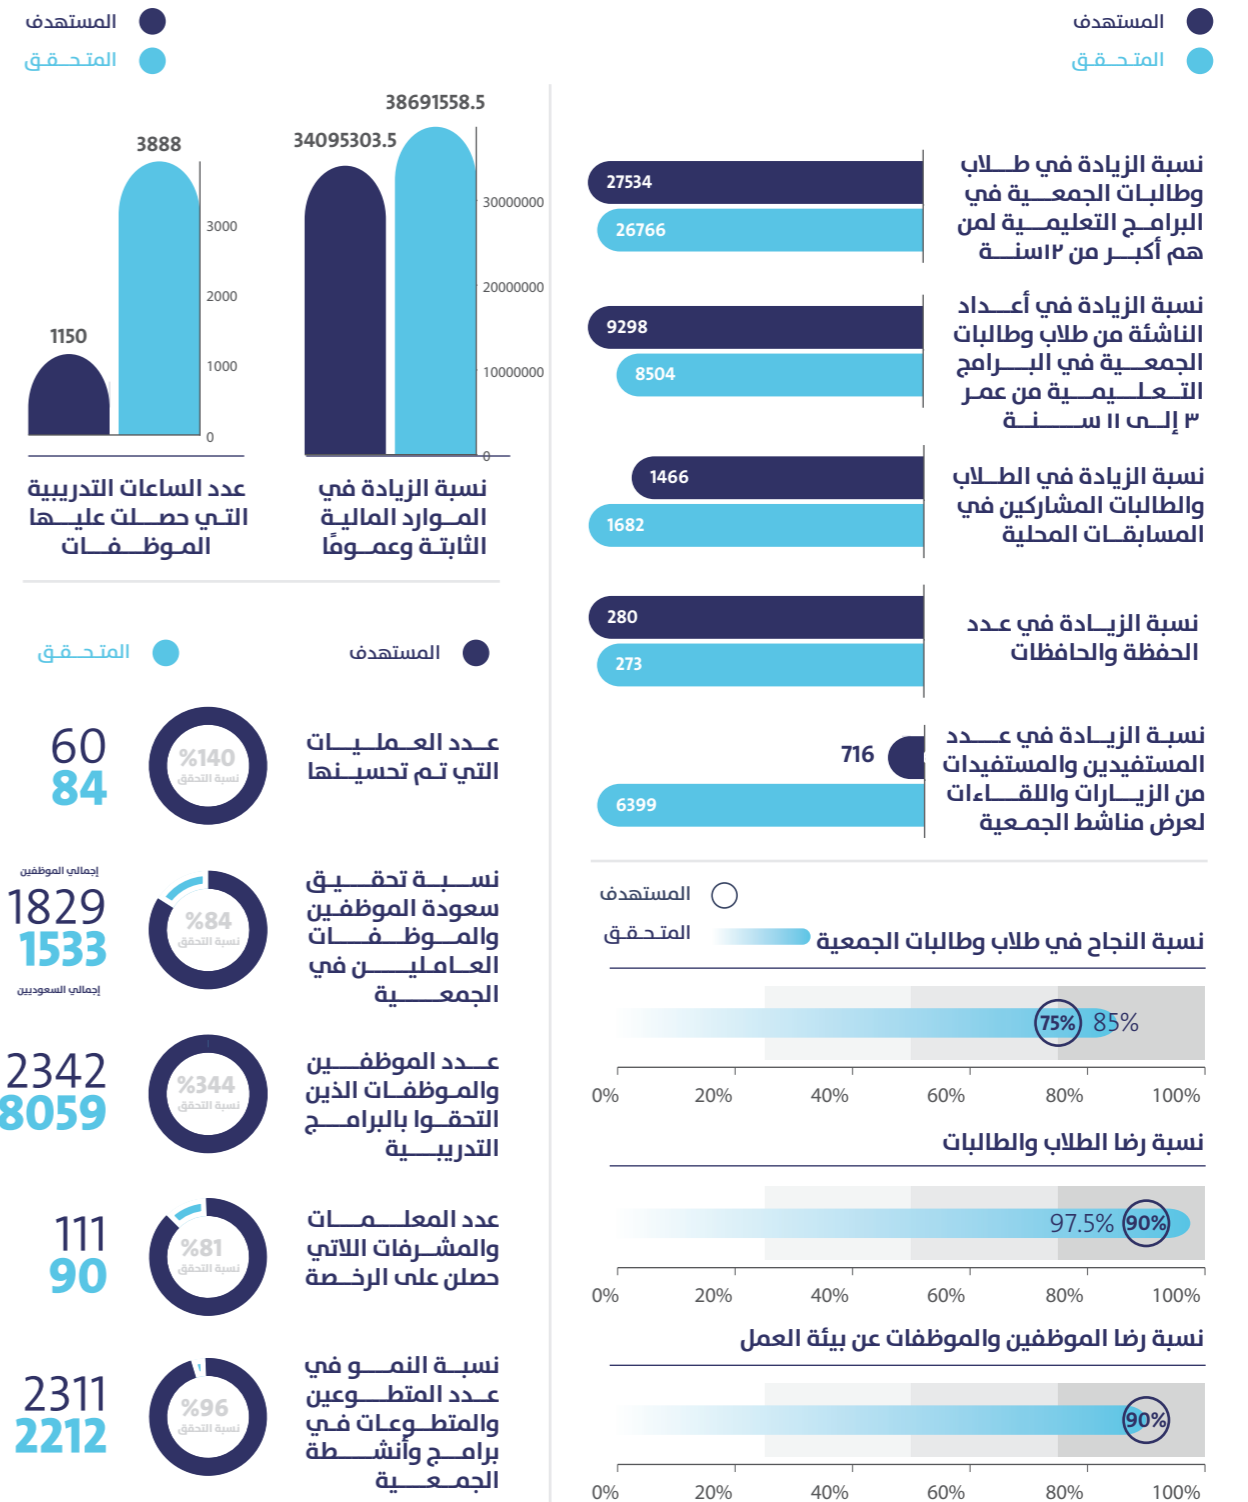 المستهدف
المتحقق
نسبة الزيادة في طلاب
وطالبات الجمعية في
البرامج التعليمية لمن
هم أكبر من ١٢سنة
27534
26766
نسبة الزيادة في أعداد
الناشئة من طلاب وطالبات
الجمعية في البرامج
التعليمية من عمر
٣ إلى ١١ سنة
9298
8504
نسبة الزيادة في الطلاب
والطالبات المشاركين في
المسابقات المحلية
1466
1682
نسبة الزيادة في عدد
الحفظة والحافظات
280
273
نسبة الزيادة في عدد
المستفيدين والمستفيدات
من الزيارات واللقاءات
لعرض مناشط الجمعية
716
6399
المستهدف
المتحقق
نسبة النجاح في طلاب وطالبات الجمعية
75% 85%
0% 20% 40% 60% 80% 100%
نسبة رضا الطلاب والطالبات
97.5% 90%
0% 20% 40% 60% 80% 100%
نسبة رضا الموظفين والموظفات عن بيئة العمل
90%
0% 20% 40% 60% 80% 100%
المستهدف
المتحقق
38691558.5
34095303.5
30000000
20000000
10000000
0
نسبة الزيادة في
الموارد المالية
الثابتة وعمومًا
3888
1150
3000
2000
1000
0
عدد الساعات التدريبية
التي حصلت عليها
الموظفات
المستهدف
المتحقق
عدد العمليات
التي تم تحسينها
%140
نسبة التحقق
60
84
نسبة تحقيق
سعودة الموظفين
والموظفات
العاملين في
الجمعية
%84
نسبة التحقق
إجمالي الموظفين
1829
1533
إجمالي السعوديين
عدد الموظفين
والموظفات الذين
التحقوا بالبرامج
التدريبية
%344
نسبة التحقق
2342
8059
عدد المعلمات
والمشرفات اللاتي
حصلن على الرخصة
%81
نسبة التحقق
111
90
نسبة النمو في
عدد المتطوعين
والمتطوعات في
برامج وأنشطة
الجمعية
%96
نسبة التحقق
2311
2212